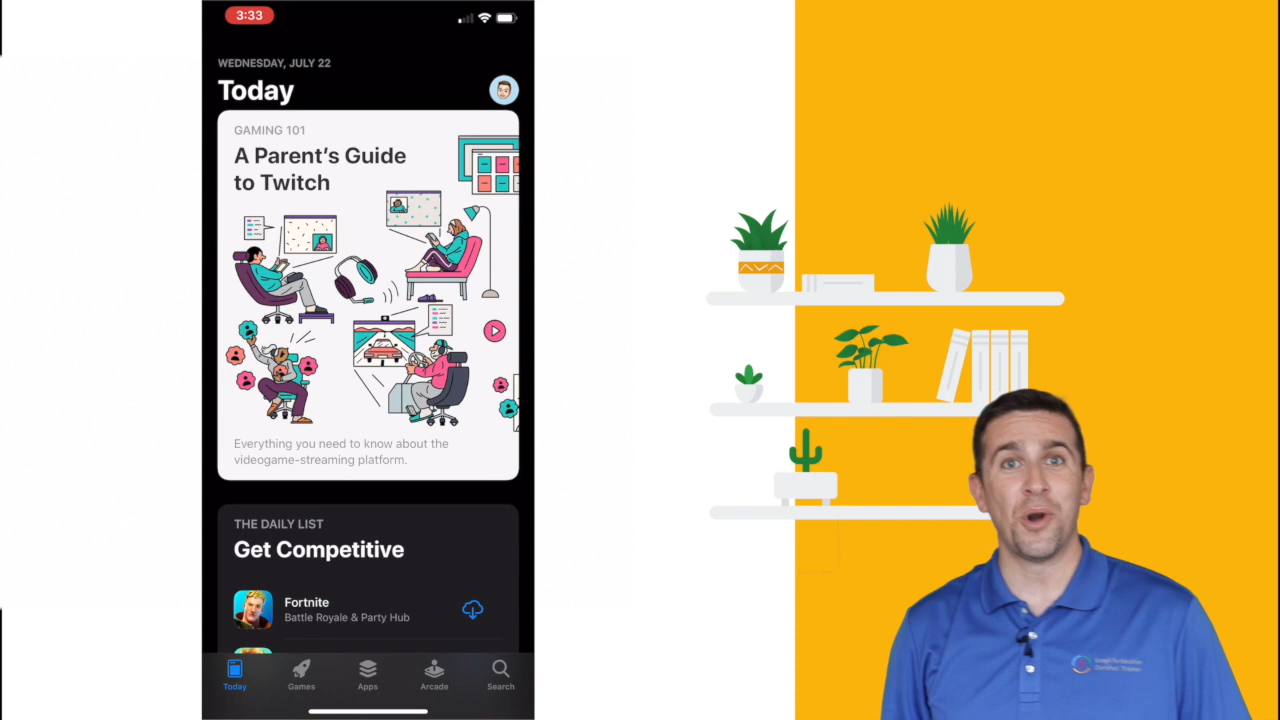 3:33
WEDNESDAY, JULY 22
Today
GAMING 101
A Parent's Guide
to Twitch
Everything you need to know about the
videogame-streaming platform.
THE DAILY LIST
Get Competitive
Fortnite
Battle Royale & Party Hub
Today
Games
Apps
Arcade
Search